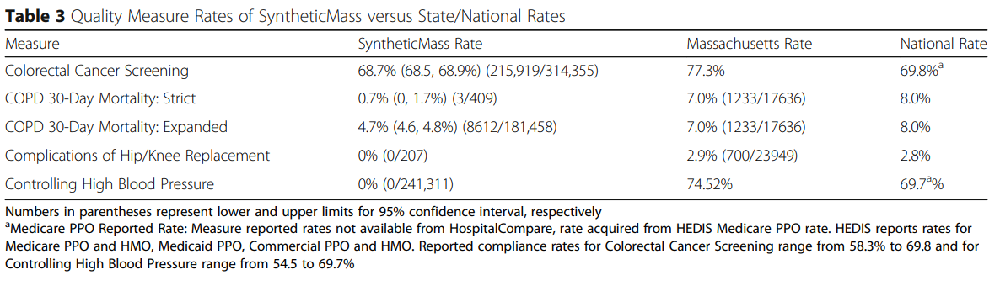 Table 3 Quality Measure Rates of SyntheticMass versus State/National Rates
Measure SyntheticMass Rate Massachusetts Rate National Rate
Colorectal Cancer Screening 68.7% (68.5, 68.9%) (215,919/314,355) 77.3% 69.8%a
COPD 30-Day Mortality: Strict 0.7% (0, 1.7%) (3/409) 7.0% (1233/17636) 8.0%
COPD 30-Day Mortality: Expanded 4.7% (4.6, 4.8%) (8612/181,458) 7.0% (1233/17636) 8.0%
Complications of Hip/Knee Replacement 0% (0/207) 2.9% (700/23949) 2.8%
Controlling High Blood Pressure 0% (0/241,311) 74.52% 69.7a%
Numbers in parentheses represent lower and upper limits for 95% confidence interval, respectively
aMedicare PPO Reported Rate: Measure reported rates not available from HospitalCompare, rate acquired from HEDIS Medicare PPO rate. HEDIS reports rates for
Medicare PPO and HMO, Medicaid PPO, Commercial PPO and HMO. Reported compliance rates for Colorectal Cancer Screening range from 58.3% to 69.8 and for
Controlling High Blood Pressure range from 54.5 to 69.7%